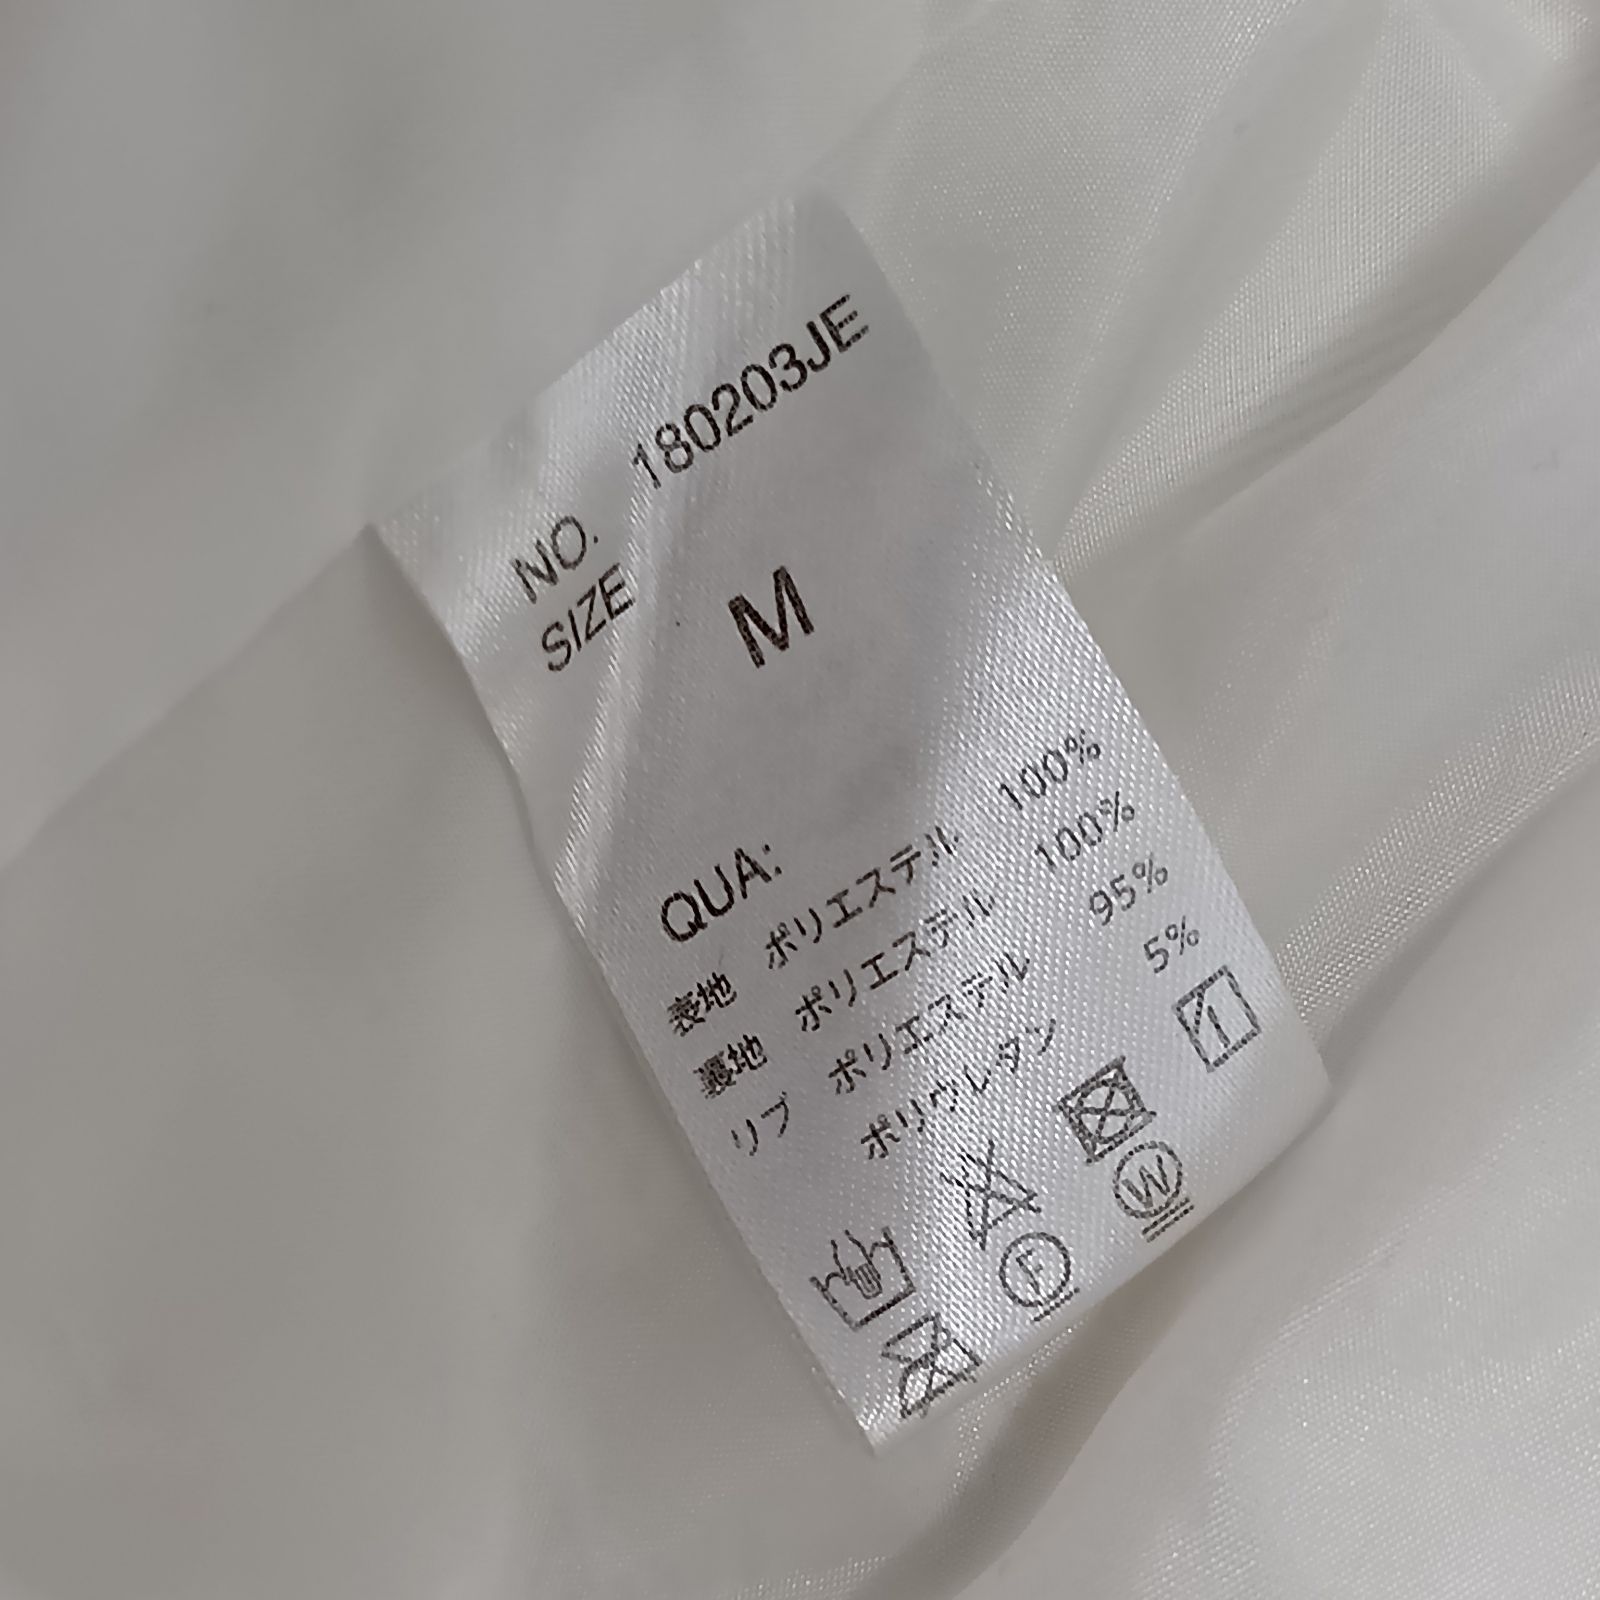 NO. 180203JE
SIZE M
QUA:
表地 ポリエステル 100%
裏地 ポリエステル 100%
リブ ポリエステル 95%
ポリウレタン 5%
F W